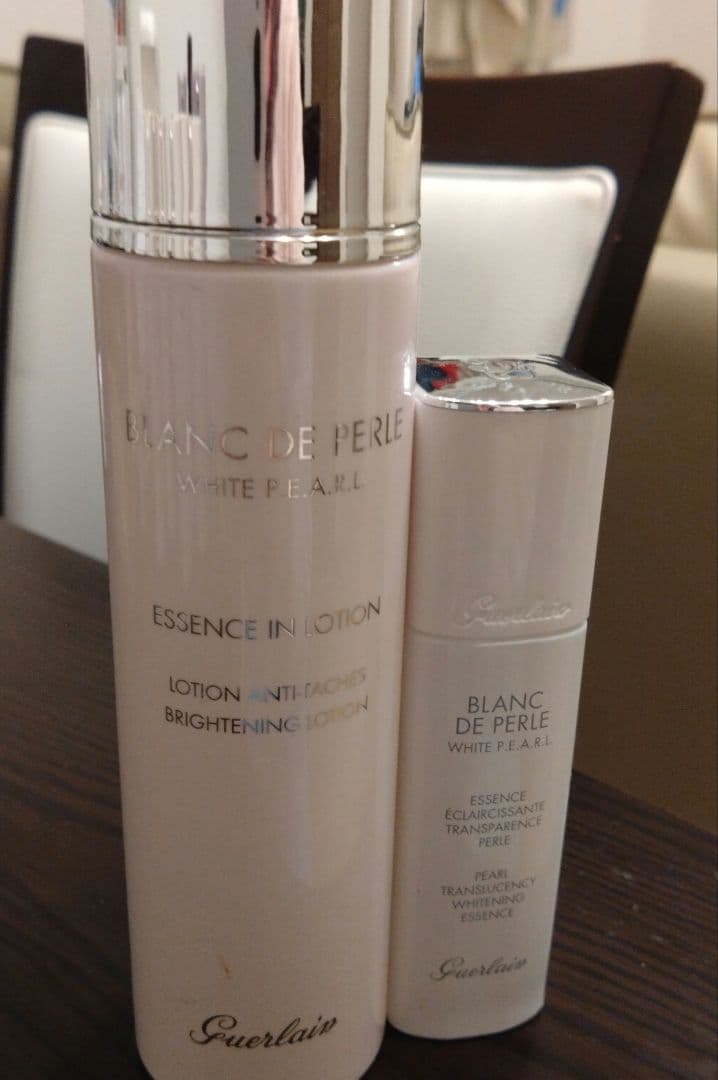 BLANC DE PERLE
WHITE P.E.A.R.L.
ESSENCE IN LOTION
LOTION ANTI-TACHES
BRIGHTENING LOTION
Guerlain
Guerlain
BLANC
DE PERLE
WHITE P.E.A.R.L.
ESSENCE
ÉCLAIRCISSANTE
TRANSPARENCE
PERLE
PEARL
TRANSLUCENCY
WHITENING
ESSENCE
Guerlain